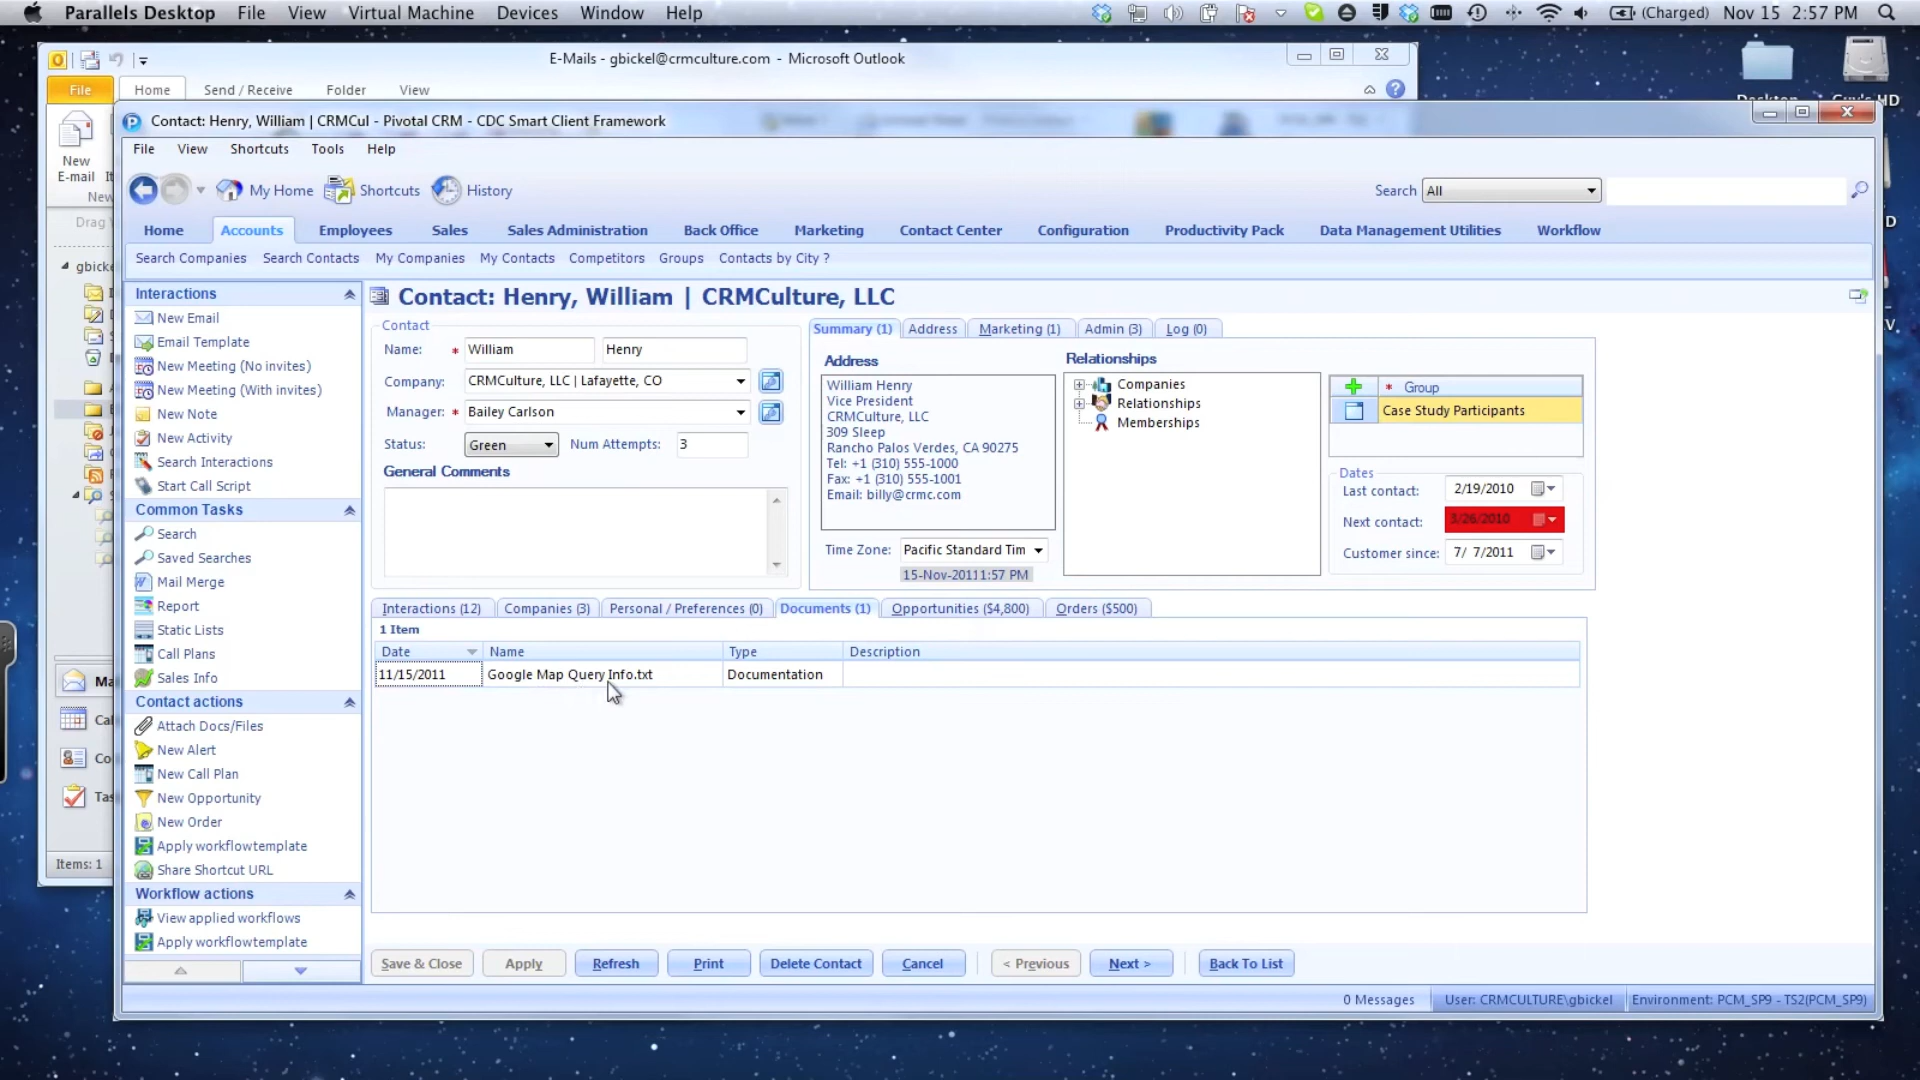 Parallels Desktop File View Virtual Machine Devices Window Help (Charged) Nov 15 2:57 PM
E-Mails - gbickel@crmculture.com - Microsoft Outlook
File Home Send / Receive Folder View
Contact: Henry, William | CRMCul - Pivotal CRM - CDC Smart Client Framework
File View Shortcuts Tools Help
My Home Shortcuts History Search All
Home Accounts Employees Sales Sales Administration Back Office Marketing Contact Center Configuration Productivity Pack Data Management Utilities Workflow
Search Companies Search Contacts My Companies My Contacts Competitors Groups Contacts by City ?
New
E-mail
New
Drag
gbicke
Ma
Cal
Co
Tas
Items: 1
Interactions
New Email
Email Template
New Meeting (No invites)
New Meeting (With invites)
New Note
New Activity
Search Interactions
Start Call Script
Common Tasks
Search
Saved Searches
Mail Merge
Report
Static Lists
Call Plans
Sales Info
Contact actions
Attach Docs/Files
New Alert
New Call Plan
New Opportunity
New Order
Apply workflowtemplate
Share Shortcut URL
Workflow actions
View applied workflows
Apply workflowtemplate
Contact: Henry, William | CRMCulture, LLC
Contact
Name: * William Henry
Company: CRMCulture, LLC | Lafayette, CO
Manager: * Bailey Carlson
Status: Green Num Attempts: 3
General Comments
Summary (1) Address Marketing (1) Admin (3) Log (0)
Address
William Henry
Vice President
CRMCulture, LLC
309 Sleep
Rancho Palos Verdes, CA 90275
Tel: +1 (310) 555-1000
Fax: +1 (310) 555-1001
Email: billy@crmc.com
Time Zone: Pacific Standard Tim
15-Nov-20111:57 PM
Relationships
Companies
Relationships
Memberships
* Group
Case Study Participants
Dates
Last contact: 2/19/2010
Next contact: 3/26/2010
Customer since: 7/ 7/2011
Interactions (12) Companies (3) Personal / Preferences (0) Documents (1) Opportunities ($4,800) Orders ($500)
1 Item
Date Name Type Description
11/15/2011 Google Map Query Info.txt Documentation
Save & Close Apply Refresh Print Delete Contact Cancel < Previous Next > Back To List
0 Messages User: CRMCULTURE\gbickel Environment: PCM_SP9 - TS2(PCM_SP9)